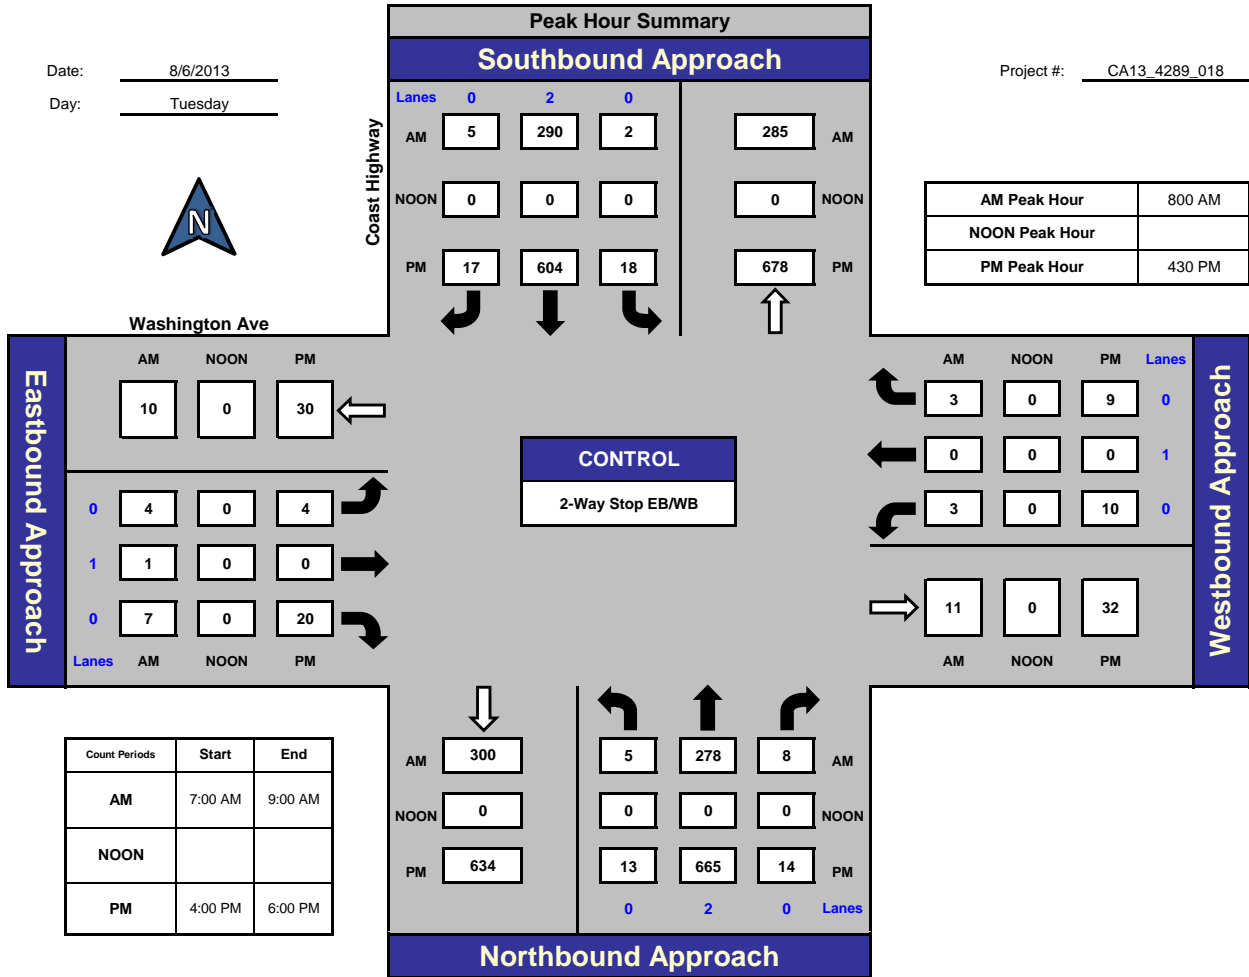 Peak Hour Summary
Southbound Approach
Date: 8/6/2013
Day: Tuesday
Project #: CA13_4289_018
N
Coast Highway
Lanes 0 2 0
AM 5 290 2 285 AM
NOON 0 0 0 0 NOON
PM 17 604 18 678 PM
AM Peak Hour 800 AM
NOON Peak Hour
PM Peak Hour 430 PM
Washington Ave
Eastbound Approach
AM NOON PM
10 0 30
0 4 0 4
1 1 0 0
0 7 0 20
Lanes AM NOON PM
CONTROL
2-Way Stop EB/WB
Westbound Approach
AM NOON PM Lanes
3 0 9 0
0 0 0 1
3 0 10 0
11 0 32
AM NOON PM
Count Periods Start End
AM 7:00 AM 9:00 AM
NOON
PM 4:00 PM 6:00 PM
AM 300 5 278 8 AM
NOON 0 0 0 0 NOON
PM 634 13 665 14 PM
0 2 0 Lanes
Northbound Approach